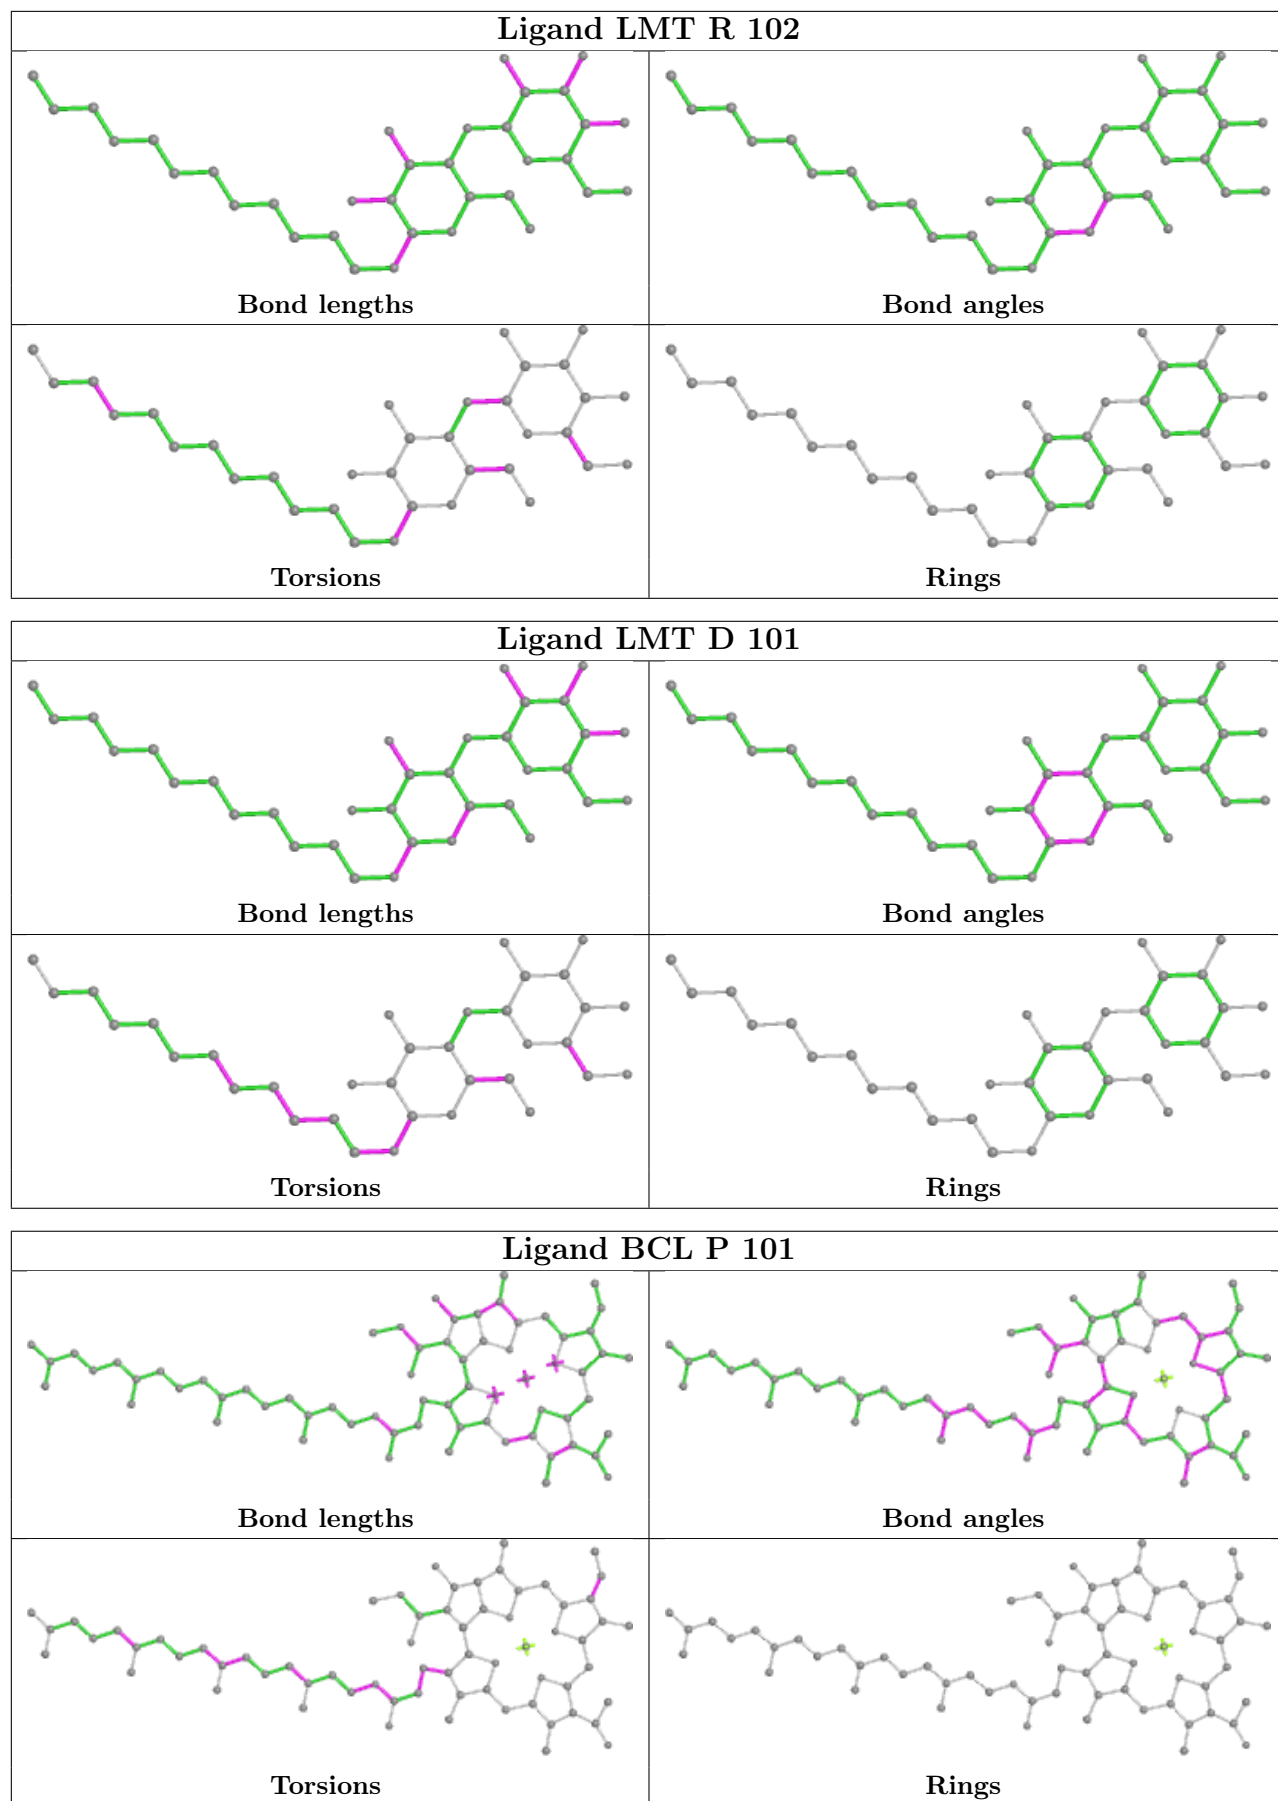 Ligand LMT R 102
Bond lengths
Bond angles
Torsions
Rings
Ligand LMT D 101
Bond lengths
Bond angles
Torsions
Rings
Ligand BCL P 101
Bond lengths
Bond angles
Torsions
Rings